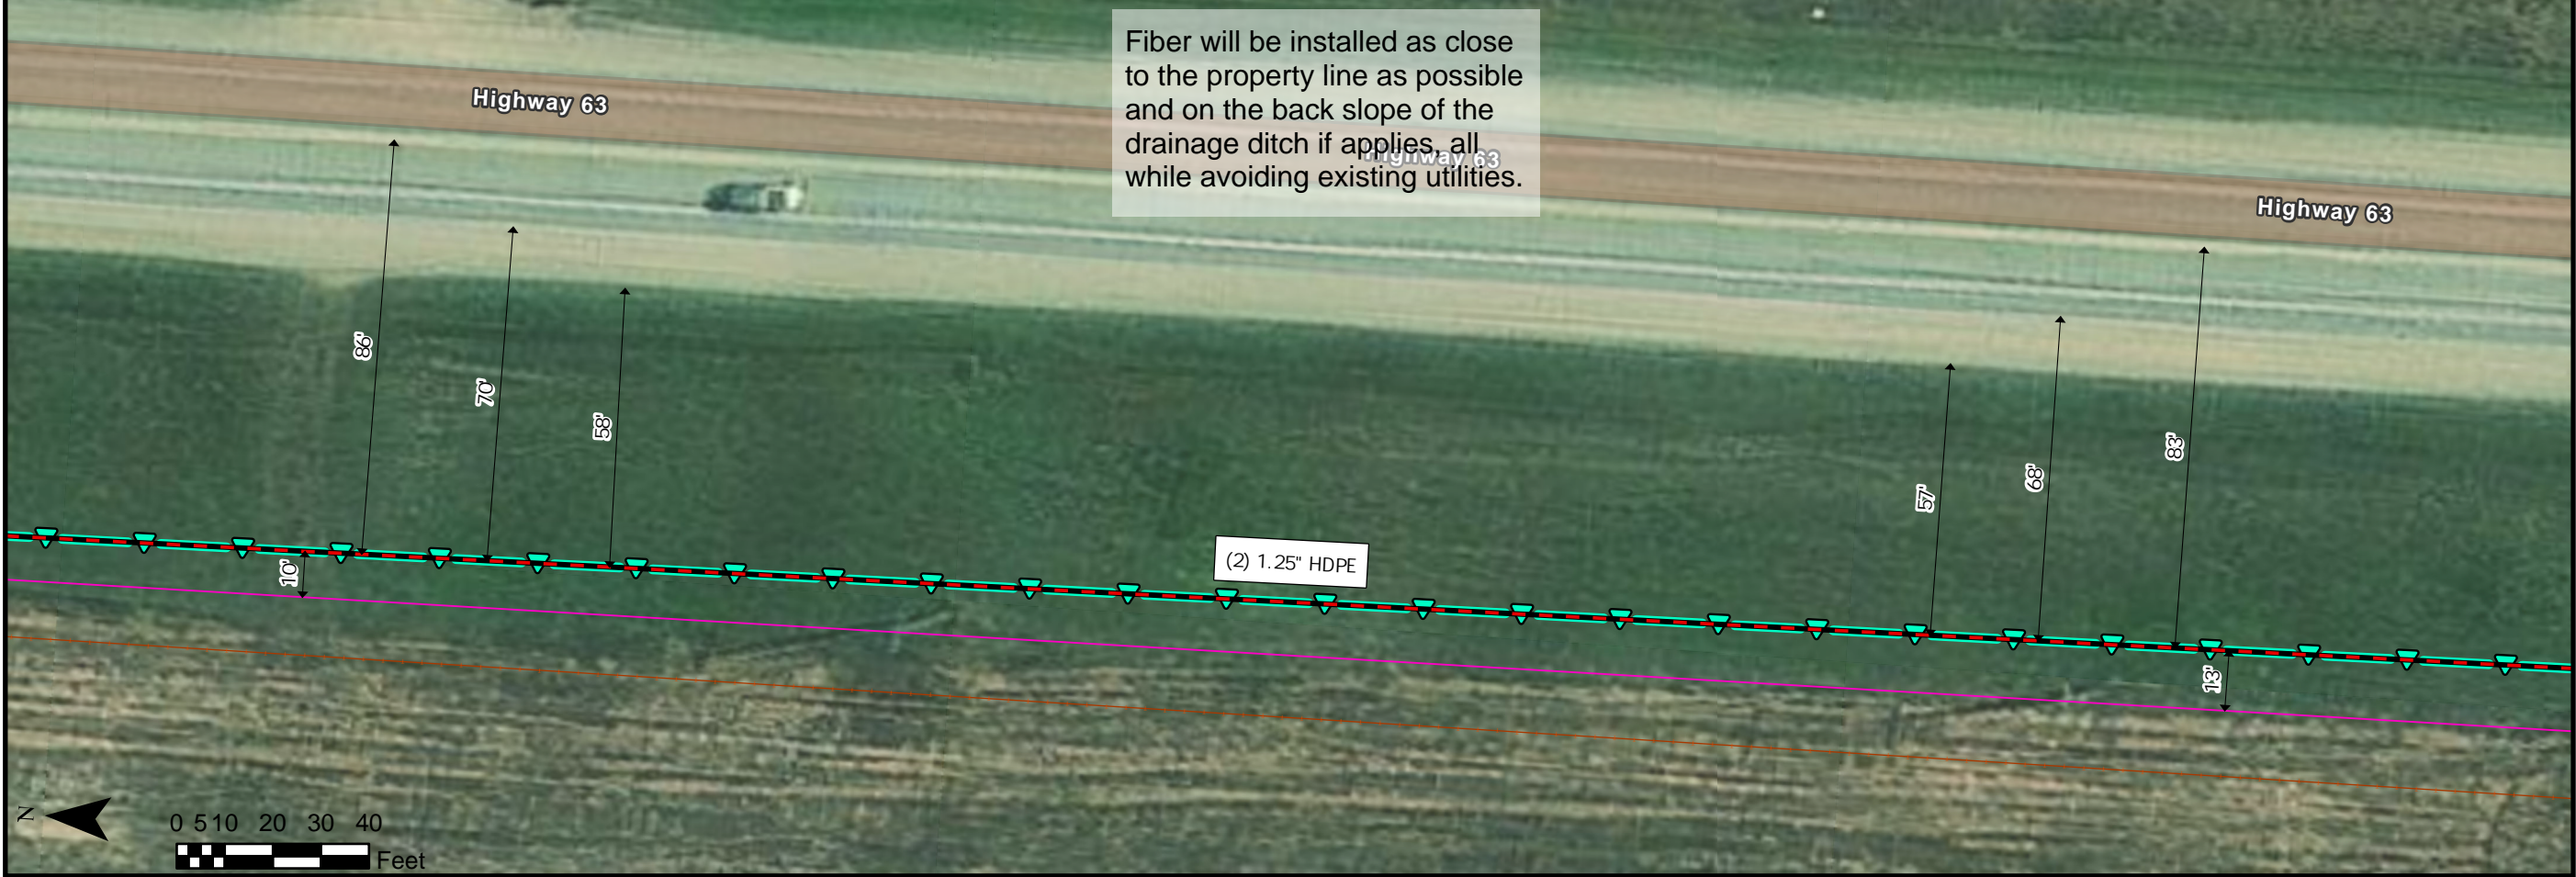 Fiber will be installed as close
to the property line as possible
and on the back slope of the
drainage ditch if applies, all
while avoiding existing utilities.
Highway 63
Highway 63
Highway 63
86'
70'
58'
57'
68'
83'
10'
13'
(2) 1.25" HDPE
N
0 5 10 20 30 40
Feet